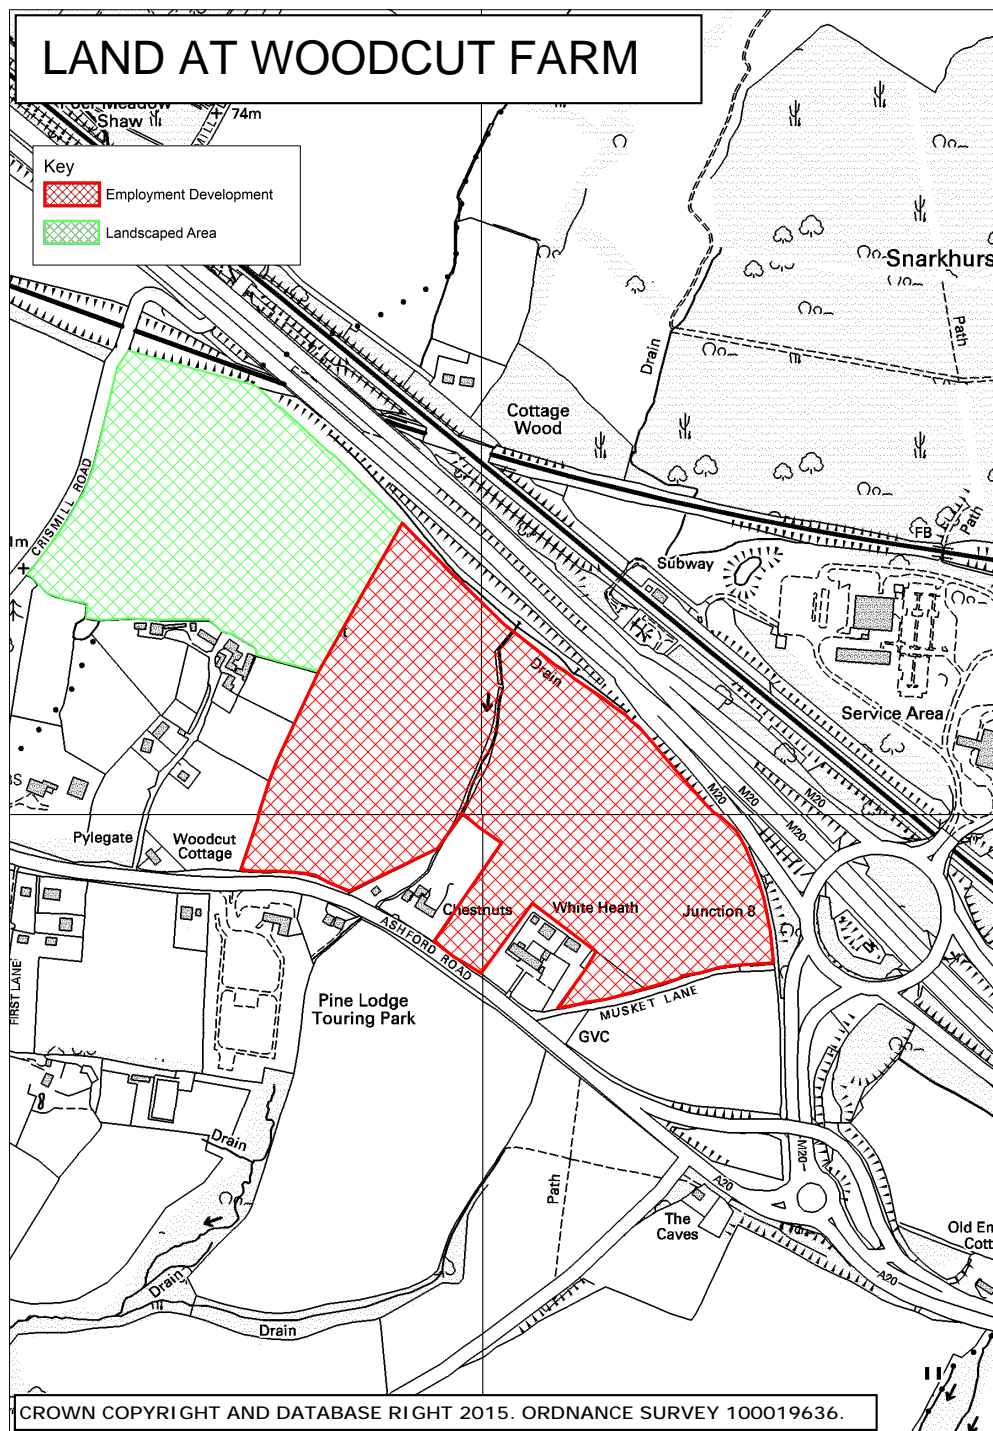 LAND AT WOODCUT FARM
Shaw
74m
Key
Employment Development
Landscaped Area
Snarkhurs
Path
Drain
Cottage
Wood
CRISMILL ROAD
1m
FB
Path
Subway
Drain
Service Area
M20
M20
M20
M20
BS
Pylegate
Woodcut
Cottage
Chestnuts
White Heath
Junction 8
ASHFORD ROAD
FIRST LANE
Pine Lodge
Touring Park
MUSKET LANE
GVC
Drain
M20
Path
A20
The
Caves
Old En
Cott
A20
Drain
Drain
CROWN COPYRIGHT AND DATABASE RIGHT 2015. ORDNANCE SURVEY 100019636.